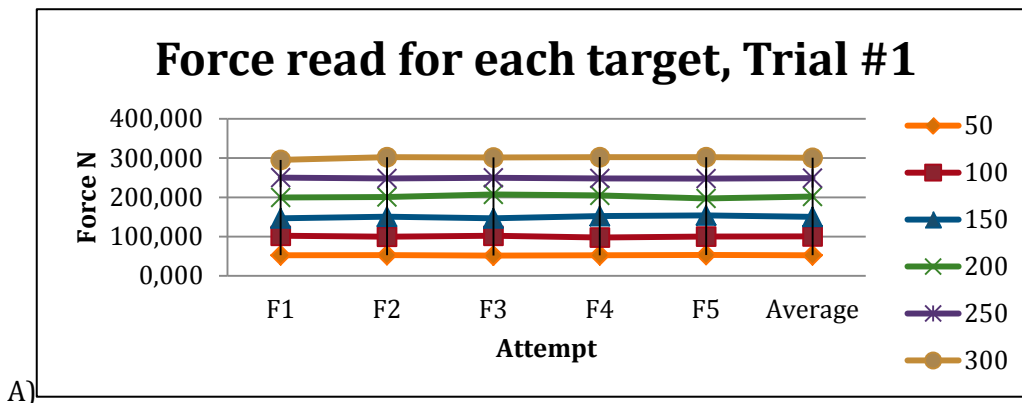 Force read for each target, Trial #1
Force N
400,000
300,000
200,000
100,000
0,000
F1 F2 F3 F4 F5 Average
Attempt
50
100
150
200
250
300
A)